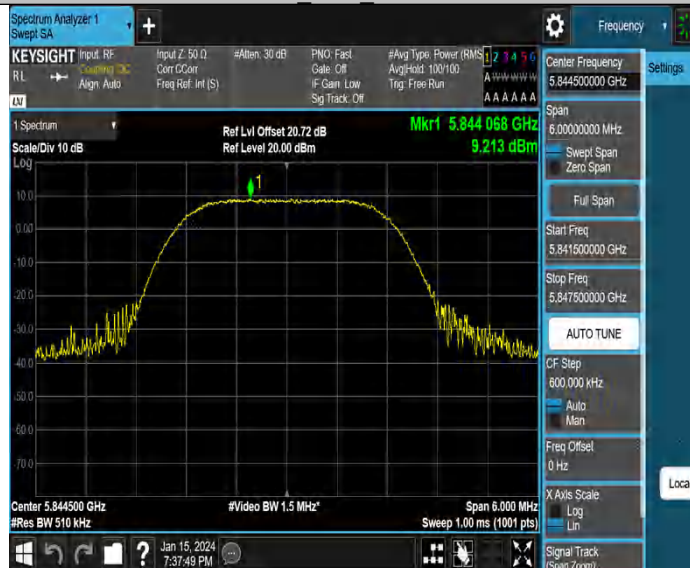 Spectrum Analyzer 1
Swept SA
Frequency
KEYSIGHT
RL
Input: RF
Coupling: DC
Align: Auto
Input Z: 50 Ω
Corr CCorr
Freq Ref: Int (S)
#Atten: 30 dB
PNO: Fast
Gate: Off
IF Gain: Low
Sig Track: Off
#Avg Type: Power (RMS
Avg|Hold: 100/100
Trig: Free Run
1 2 3 4 5 6
A W W W W W
A A A A A A
LXI
Center Frequency
5.844500000 GHz
Settings
Span
6.00000000 MHz
Swept Span
Zero Span
Full Span
Start Freq
5.841500000 GHz
Stop Freq
5.847500000 GHz
AUTO TUNE
CF Step
600.000 kHz
Auto
Man
Freq Offset
0 Hz
X Axis Scale
Log
Lin
Signal Track
(Span Zoom)
Loca
1 Spectrum
Scale/Div 10 dB
Log
Ref Lvl Offset 20.72 dB
Ref Level 20.00 dBm
Mkr1 5.844 068 GHz
9.213 dBm
1
10.0
0.00
-10.0
-20.0
-30.0
-40.0
-50.0
-60.0
-70.0
Center 5.844500 GHz
#Res BW 510 kHz
#Video BW 1.5 MHz*
Span 6.000 MHz
Sweep 1.00 ms (1001 pts)
Jan 15, 2024
7:37:49 PM